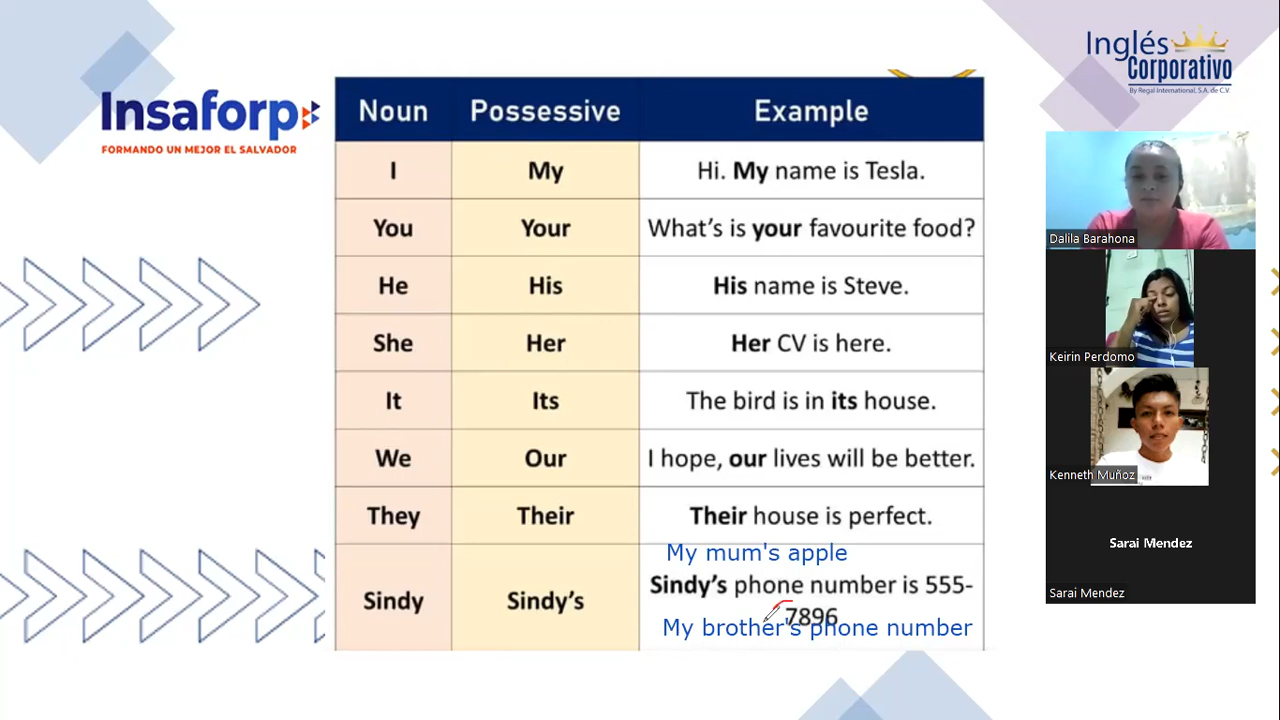 Insaforp
FORMANDO UN MEJOR EL SALVADOR
Inglés
Corporativo
By Regal International, S.A. de C.V.
Noun Possessive Example
I My Hi. My name is Tesla.
You Your What's is your favourite food?
He His His name is Steve.
She Her Her CV is here.
It Its The bird is in its house.
We Our I hope, our lives will be better.
They Their Their house is perfect.
My mum's apple
Sindy Sindy's Sindy's phone number is 555-
7896
My brother's phone number
Dalila Barahona
Keirin Perdomo
Kenneth Muñoz
Sarai Mendez
Sarai Mendez